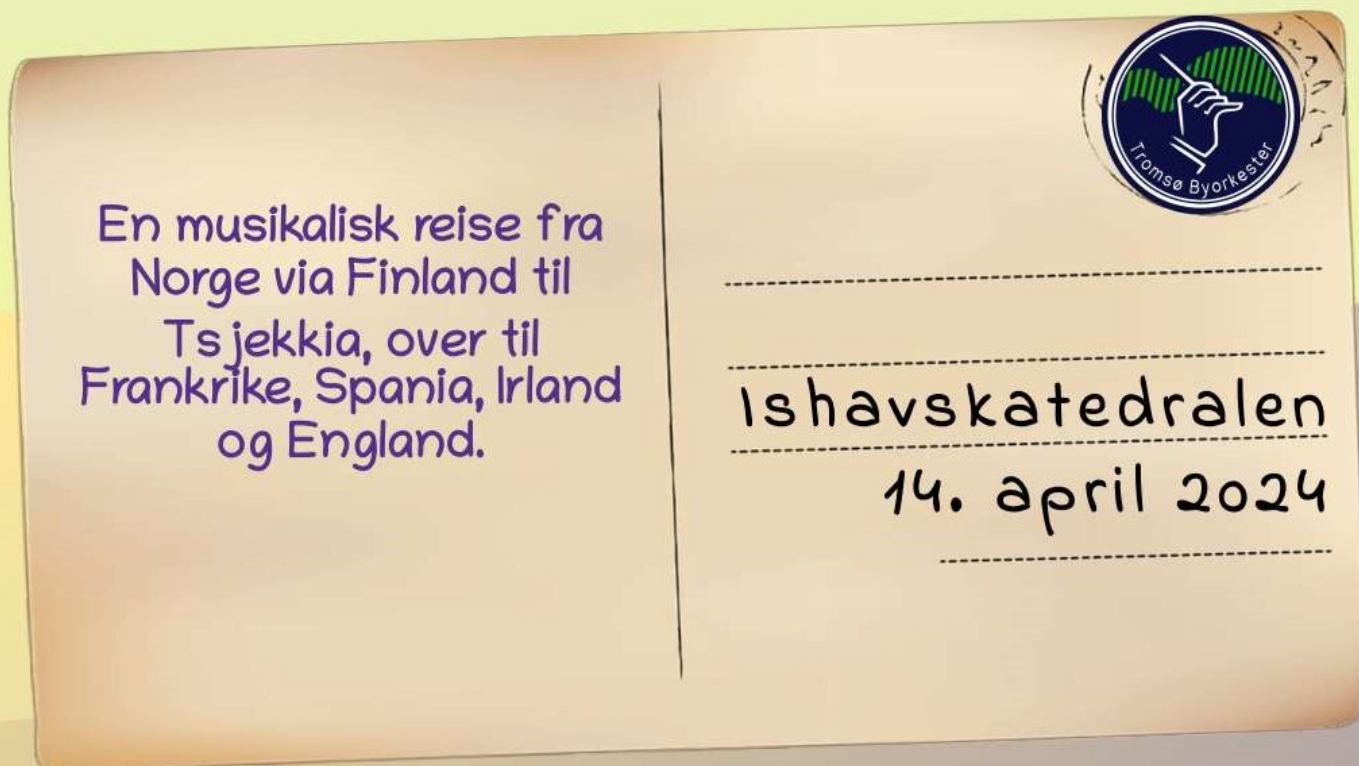 En musikalisk reise fra
Norge via Finland til
Tsjekkia, over til
Frankrike, Spania, Irland
og England.
Tromsø Byorkester
Ishavskatedralen
14. april 2024